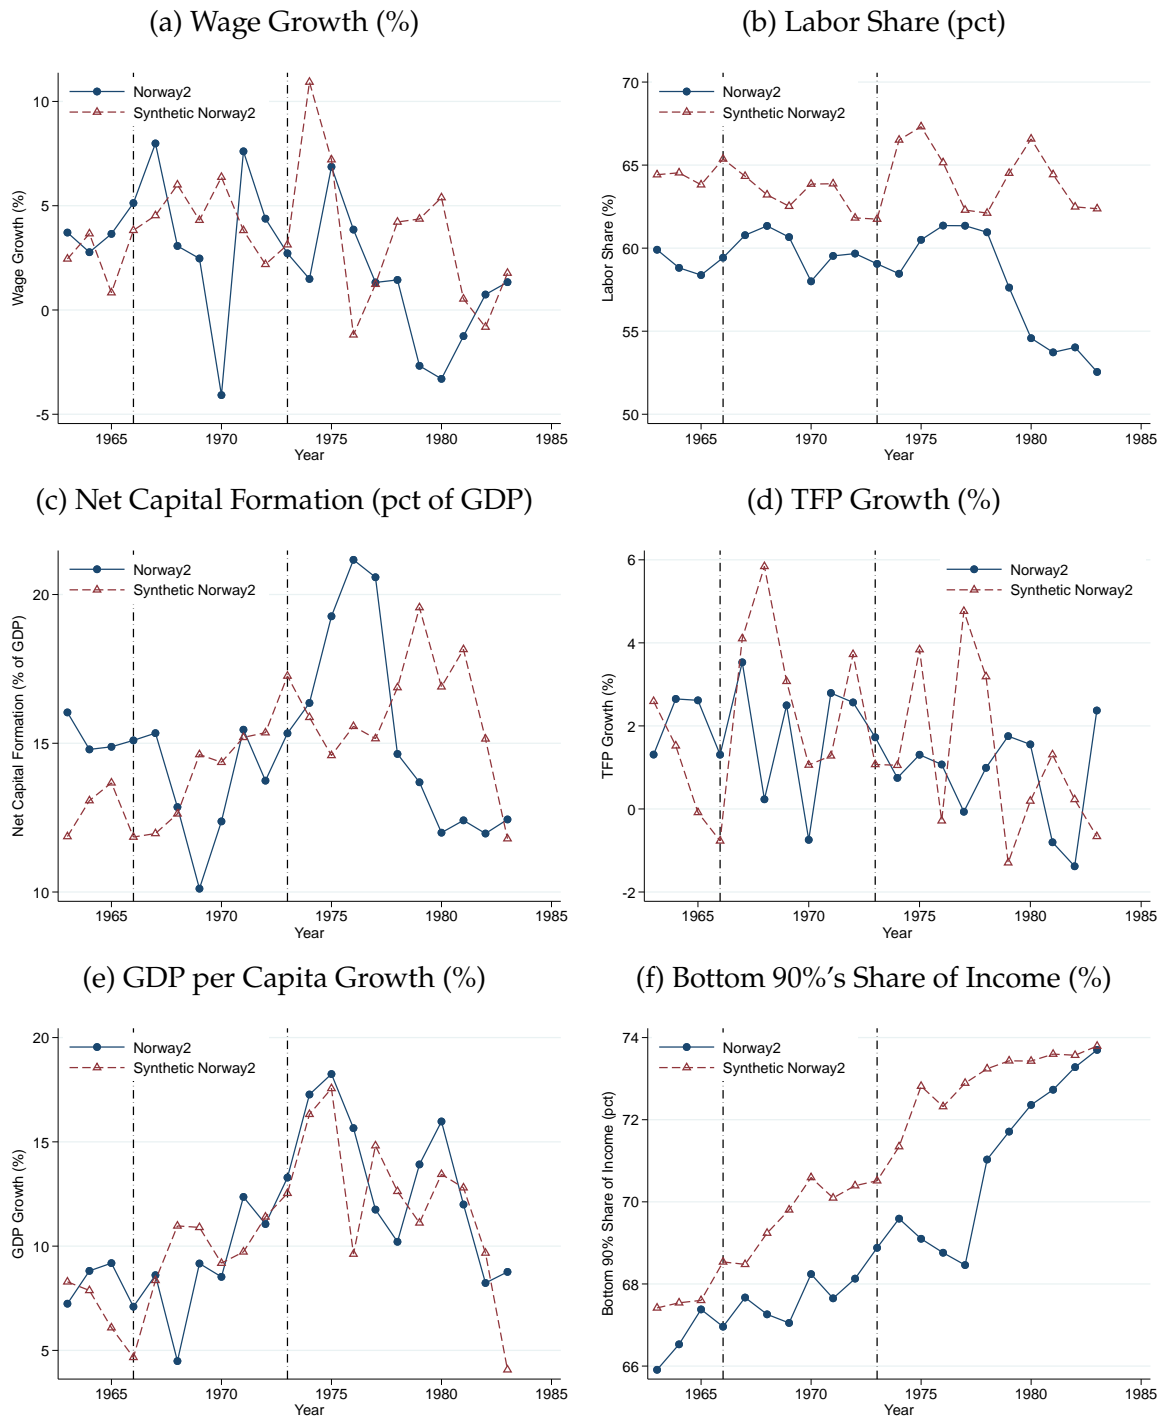 (a) Wage Growth (%)
Norway2
Synthetic Norway2
10
5
0
-5
Wage Growth (%)
1965 1970 1975 1980 1985
Year
(b) Labor Share (pct)
Norway2
Synthetic Norway2
70
65
60
55
50
Labor Share (%)
1965 1970 1975 1980 1985
Year
(c) Net Capital Formation (pct of GDP)
Norway2
Synthetic Norway2
20
15
10
Net Capital Formation (% of GDP)
1965 1970 1975 1980 1985
Year
(d) TFP Growth (%)
Norway2
Synthetic Norway2
6
4
2
0
-2
TFP Growth (%)
1965 1970 1975 1980 1985
Year
(e) GDP per Capita Growth (%)
Norway2
Synthetic Norway2
20
15
10
5
GDP Growth (%)
1965 1970 1975 1980 1985
Year
(f) Bottom 90%'s Share of Income (%)
Norway2
Synthetic Norway2
74
72
70
68
66
Bottom 90% Share of Income (pct)
1965 1970 1975 1980 1985
Year